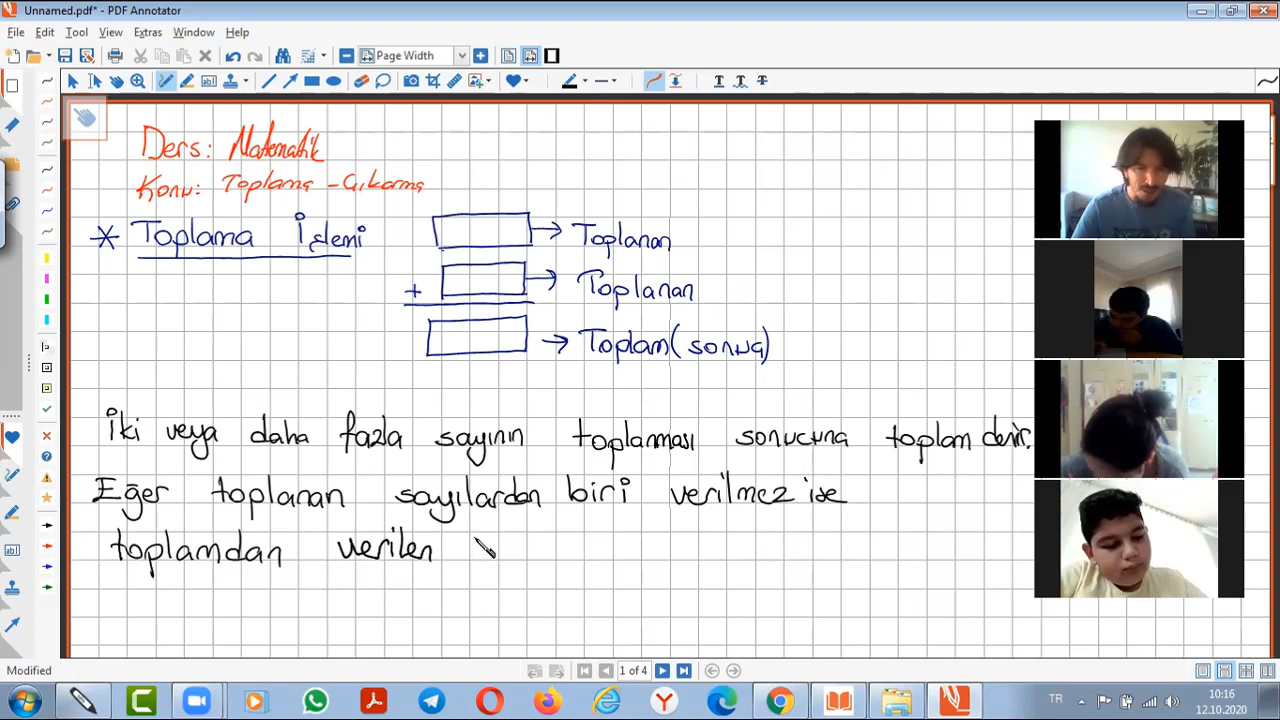 Unnamed.pdf* - PDF Annotator
File Edit Tool View Extras Window Help
Page Width
Ders: Matematik
Konu: Toplama - Çıkarma
* Toplama İşlemi
→ Toplanan
+ → Toplanan
→ Toplam (sonuç)
İki veya daha fazla sayının toplanması sonucuna toplam denir.
Eğer toplanan sayılardan biri verilmez ise
toplamdan verilen
Modified
1 of 4
TR
10:16
12.10.2020